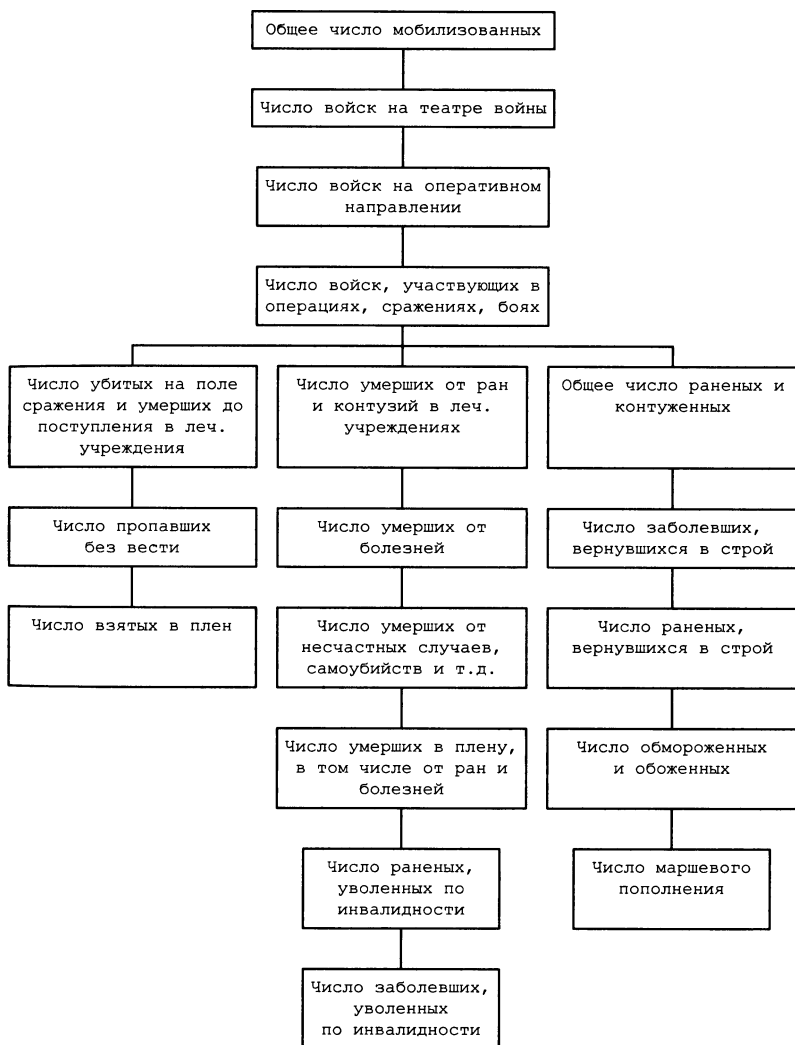 Общее число мобилизованных
Число войск на театре войны
Число войск на оперативном
направлении
Число войск, участвующих в
операциях, сражениях, боях
Число убитых на поле
сражения и умерших до
поступления в леч.
учреждения
Число пропавших
без вести
Число взятых в плен
Число умерших от ран
и контузий в леч.
учреждениях
Число умерших от
болезней
Число умерших от
несчастных случаев,
самоубийств и т.д.
Число умерших в плену,
в том числе от ран и
болезней
Число раненых,
уволенных по
инвалидности
Число заболевших,
уволенных
по инвалидности
Общее число раненых и
контуженных
Число заболевших,
вернувшихся в строй
Число раненых,
вернувшихся в строй
Число обмороженных
и обоженных
Число маршевого
пополнения